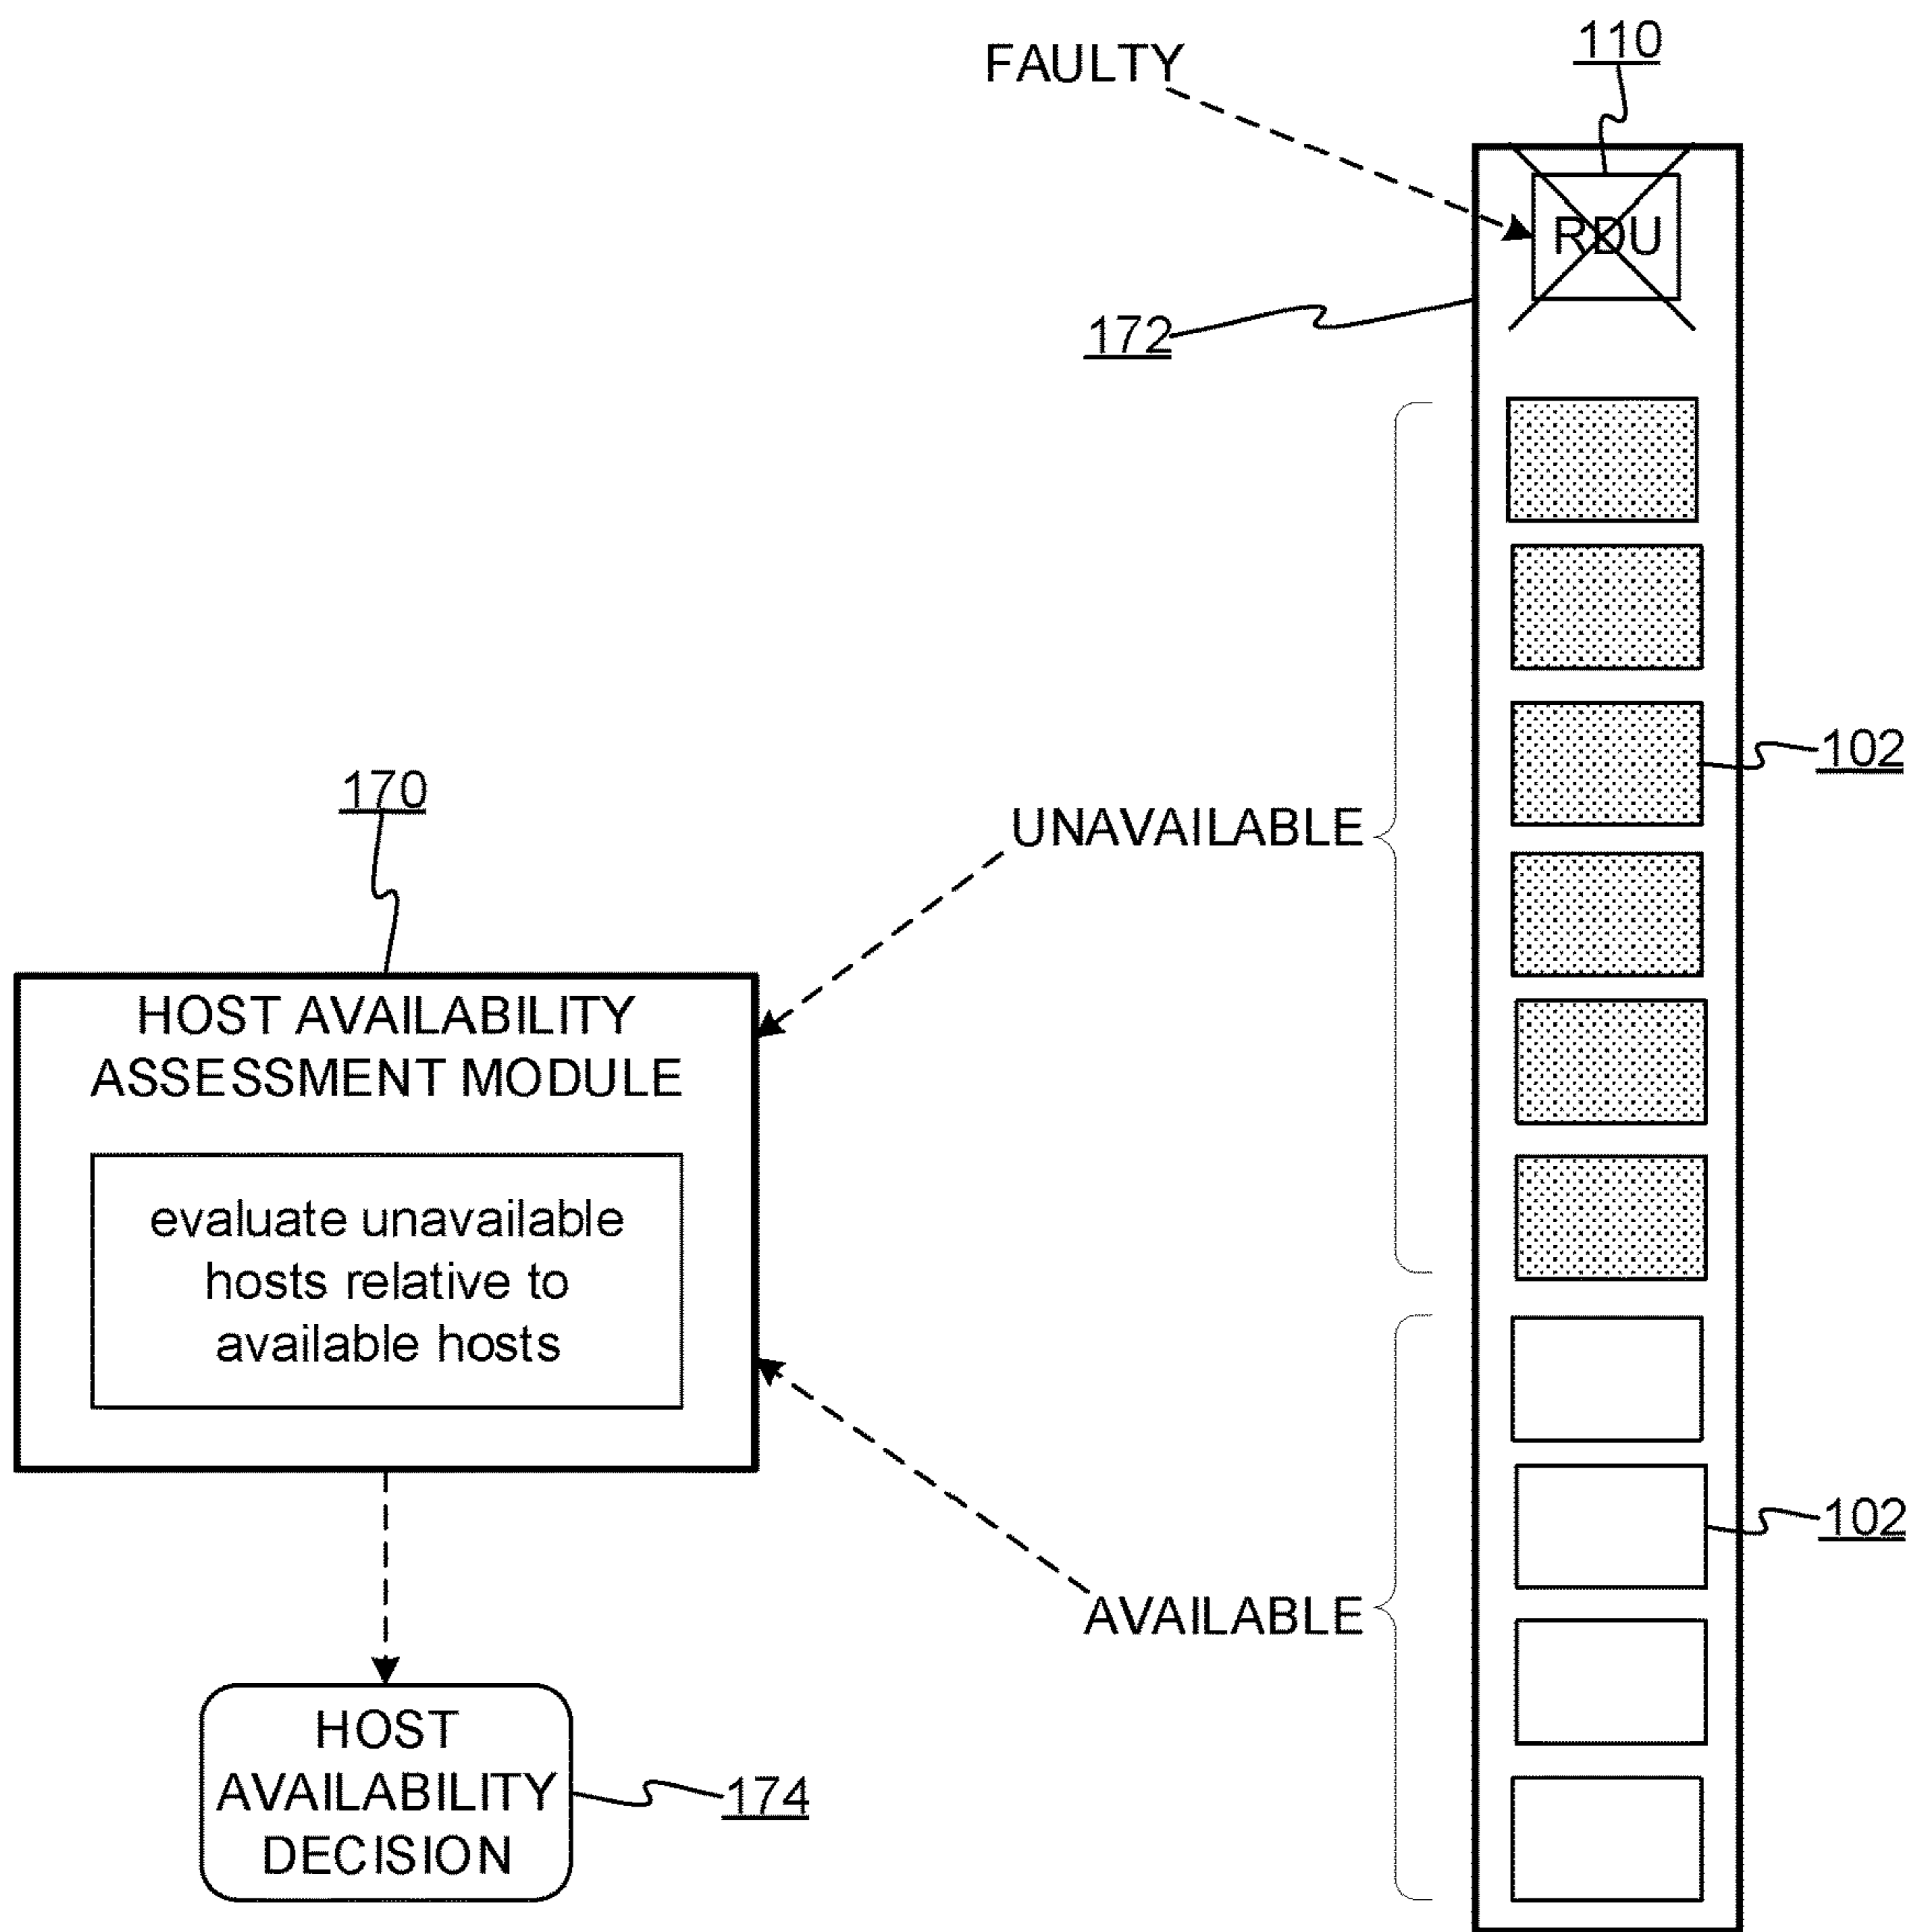 FAULTY
110
RDU
172
102
170
UNAVAILABLE
HOST AVAILABILITY
ASSESSMENT MODULE
evaluate unavailable
hosts relative to
available hosts
102
AVAILABLE
HOST
AVAILABILITY
DECISION
174